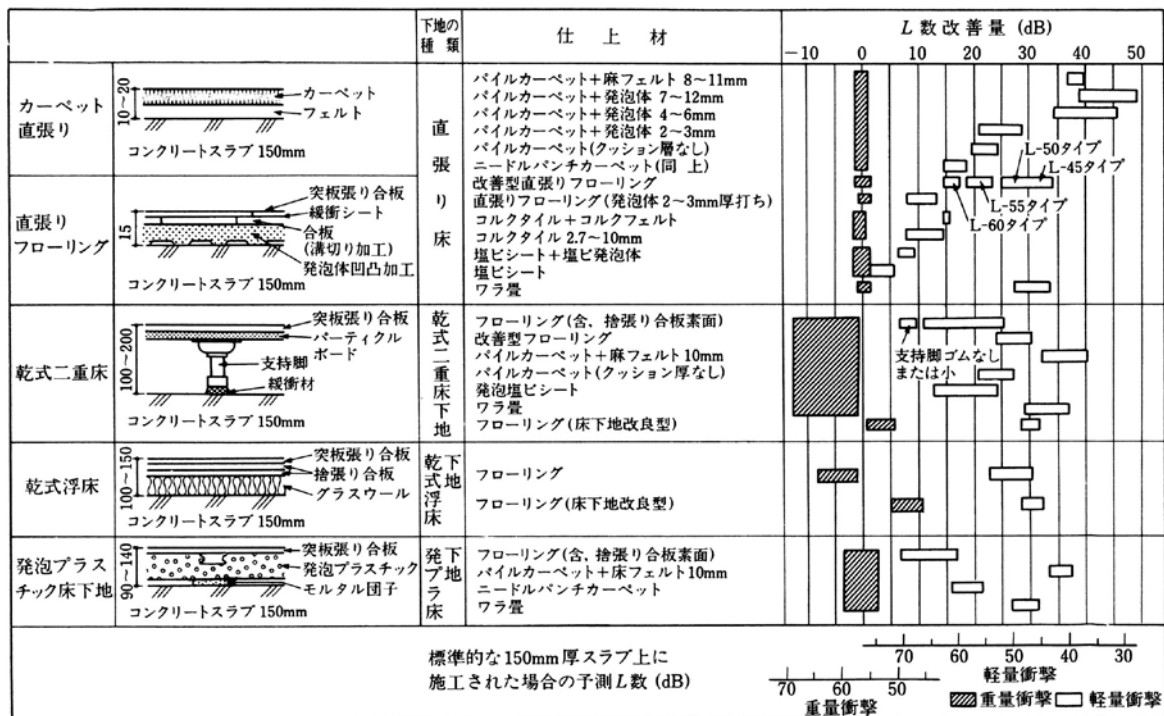 下地の種類
仕上材
L数改善量 (dB)
−10 0 10 20 30 40 50
カーペット直張り
10~20
カーペット
フェルト
コンクリートスラブ 150mm
直張り床
パイルカーペット+麻フェルト 8~11mm
パイルカーペット+発泡体 7~12mm
パイルカーペット+発泡体 4~6mm
パイルカーペット+発泡体 2~3mm
パイルカーペット(クッション層なし)
ニードルパンチカーペット(同上)
改善型直張りフローリング
直張りフローリング(発泡体2~3mm厚打ち)
コルクタイル+コルクフェルト
コルクタイル 2.7~10mm
塩ビシート+塩ビ発泡体
塩ビシート
ワラ畳
L-50タイプ
L-45タイプ
L-55タイプ
L-60タイプ
直張りフローリング
15
突板張り合板
緩衝シート
合板
(溝切り加工)
発泡体凹凸加工
コンクリートスラブ 150mm
乾式二重床
100~200
突板張り合板
パーティクルボード
支持脚
緩衝材
コンクリートスラブ 150mm
乾式二重床下地
フローリング(含、捨張り合板素面)
改善型フローリング
パイルカーペット+麻フェルト10mm
パイルカーペット(クッション厚なし)
発泡塩ビシート
ワラ畳
フローリング(床下地改良型)
支持脚ゴムなし
または小
乾式浮床
100~150
突板張り合板
捨張り合板
グラスウール
コンクリートスラブ 150mm
乾式浮床下地
フローリング
フローリング(床下地改良型)
発泡プラスチック床下地
90~140
突板張り合板
発泡プラスチック
モルタル団子
コンクリートスラブ 150mm
発プラ床下地
フローリング(含、捨張り合板素面)
パイルカーペット+床フェルト10mm
ニードルパンチカーペット
ワラ畳
標準的な150mm厚スラブ上に
施工された場合の予測L数 (dB)
70 60 50 40 30
軽量衝撃
70 60 50
重量衝撃
重量衝撃 軽量衝撃